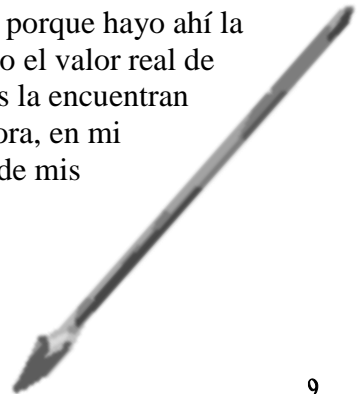 porque hayo ahí la
o el valor real de
s la encuentran
ora, en mi
de mis
9